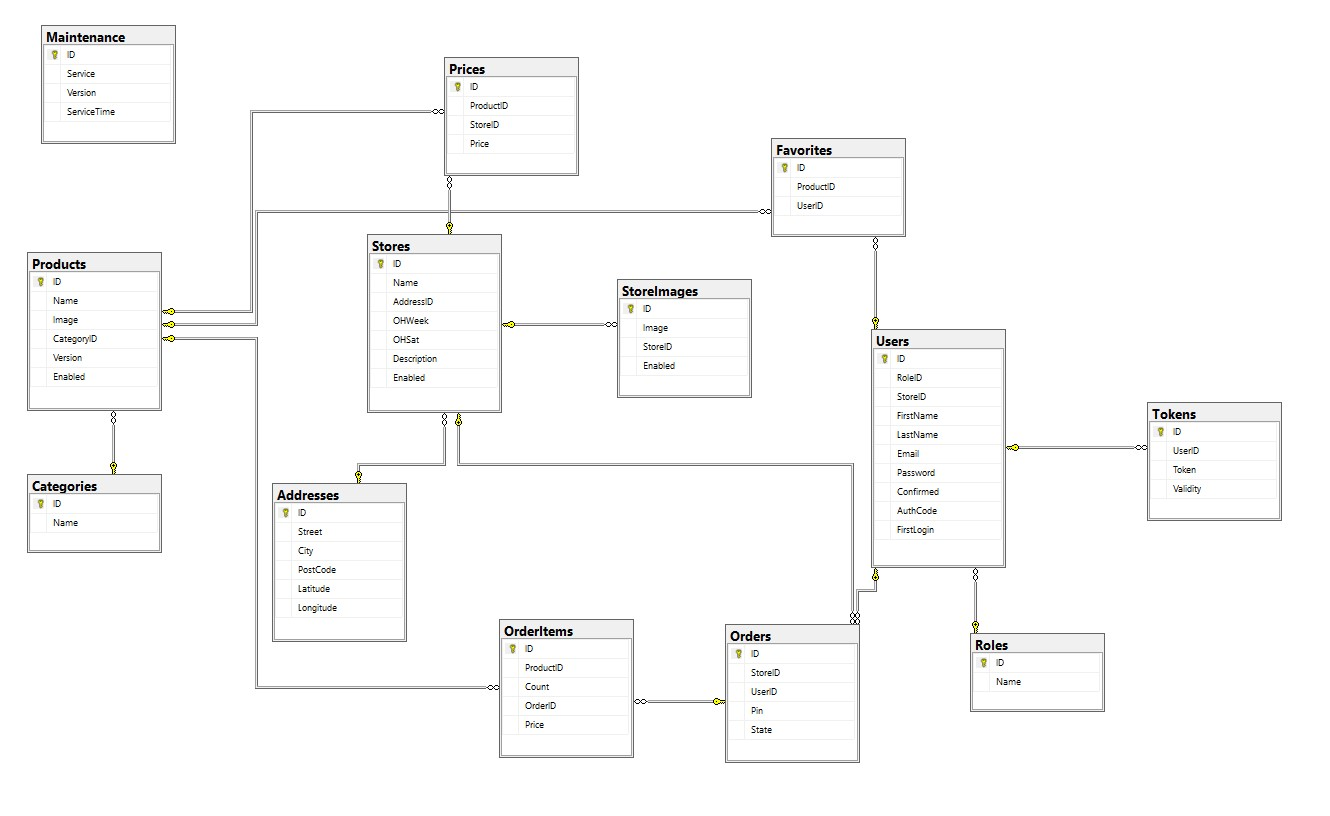 Maintenance
ID
Service
Version
ServiceTime
Prices
ID
ProductID
StoreID
Price
Favorites
ID
ProductID
UserID
Products
ID
Name
Image
CategoryID
Version
Enabled
Stores
ID
Name
AddressID
OHWeek
OHSat
Description
Enabled
StoreImages
ID
Image
StoreID
Enabled
Users
ID
RoleID
StoreID
FirstName
LastName
Email
Password
Confirmed
AuthCode
FirstLogin
Tokens
ID
UserID
Token
Validity
Categories
ID
Name
Addresses
ID
Street
City
PostCode
Latitude
Longitude
OrderItems
ID
ProductID
Count
OrderID
Price
Orders
ID
StoreID
UserID
Pin
State
Roles
ID
Name